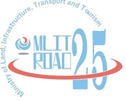 Ministry of Land, Infrastructure, Transport and Tourism
MLIT
ROAD
25